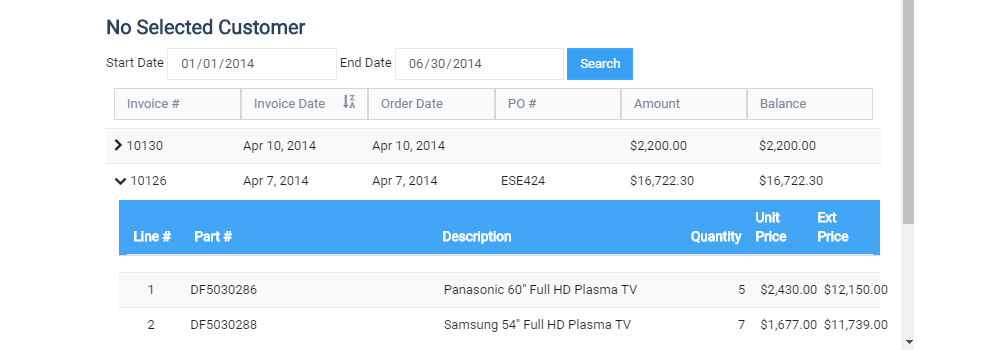 No Selected Customer
Start Date 01/01/2014 End Date 06/30/2014 Search
Invoice # Invoice Date Order Date PO # Amount Balance
10130 Apr 10, 2014 Apr 10, 2014 $2,200.00 $2,200.00
10126 Apr 7, 2014 Apr 7, 2014 ESE424 $16,722.30 $16,722.30
Line # Part # Description Quantity Unit Price Ext Price
1 DF5030286 Panasonic 60" Full HD Plasma TV 5 $2,430.00 $12,150.00
2 DF5030288 Samsung 54" Full HD Plasma TV 7 $1,677.00 $11,739.00